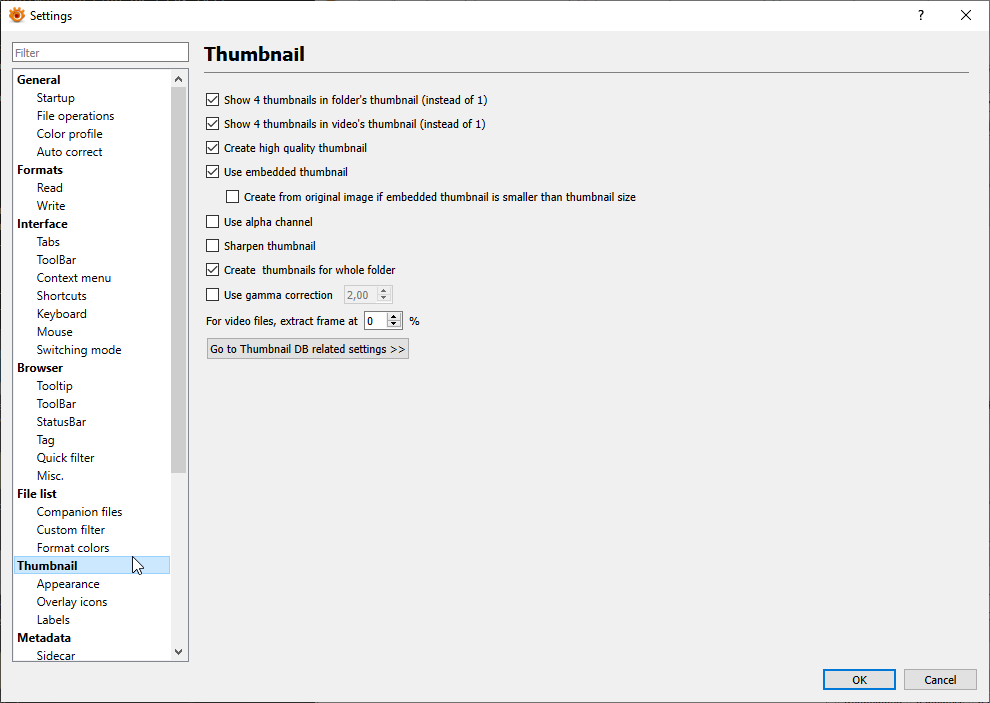 Settings
?
Filter
General
Startup
File operations
Color profile
Auto correct
Formats
Read
Write
Interface
Tabs
ToolBar
Context menu
Shortcuts
Keyboard
Mouse
Switching mode
Browser
Tooltip
ToolBar
StatusBar
Tag
Quick filter
Misc.
File list
Companion files
Custom filter
Format colors
Thumbnail
Appearance
Overlay icons
Labels
Metadata
Sidecar
Thumbnail
Show 4 thumbnails in folder's thumbnail (instead of 1)
Show 4 thumbnails in video's thumbnail (instead of 1)
Create high quality thumbnail
Use embedded thumbnail
Create from original image if embedded thumbnail is smaller than thumbnail size
Use alpha channel
Sharpen thumbnail
Create  thumbnails for whole folder
Use gamma correction 2,00
For video files, extract frame at 0 %
Go to Thumbnail DB related settings >>
OK Cancel